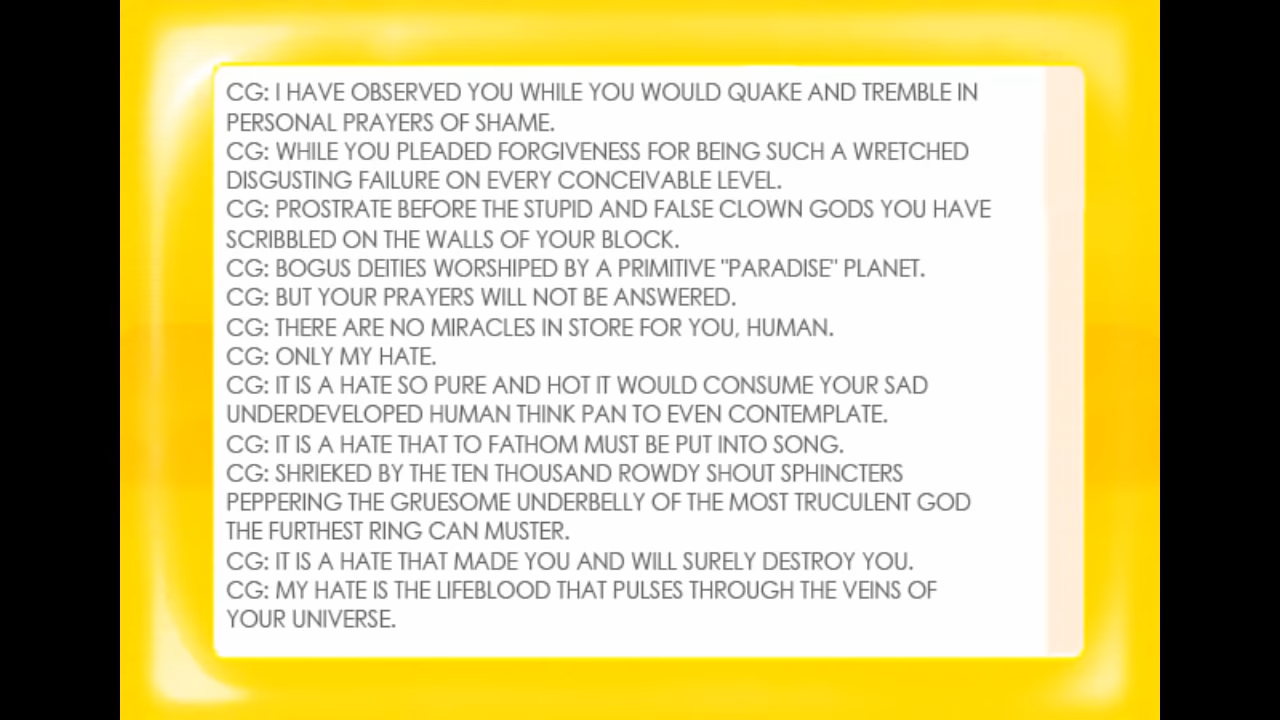 CG: I HAVE OBSERVED YOU WHILE YOU WOULD QUAKE AND TREMBLE IN
PERSONAL PRAYERS OF SHAME.
CG: WHILE YOU PLEADED FORGIVENESS FOR BEING SUCH A WRETCHED
DISGUSTING FAILURE ON EVERY CONCEIVABLE LEVEL.
CG: PROSTRATE BEFORE THE STUPID AND FALSE CLOWN GODS YOU HAVE
SCRIBBLED ON THE WALLS OF YOUR BLOCK.
CG: BOGUS DEITIES WORSHIPED BY A PRIMITIVE "PARADISE" PLANET.
CG: BUT YOUR PRAYERS WILL NOT BE ANSWERED.
CG: THERE ARE NO MIRACLES IN STORE FOR YOU, HUMAN.
CG: ONLY MY HATE.
CG: IT IS A HATE SO PURE AND HOT IT WOULD CONSUME YOUR SAD
UNDERDEVELOPED HUMAN THINK PAN TO EVEN CONTEMPLATE.
CG: IT IS A HATE THAT TO FATHOM MUST BE PUT INTO SONG.
CG: SHRIEKED BY THE TEN THOUSAND ROWDY SHOUT SPHINCTERS
PEPPERING THE GRUESOME UNDERBELLY OF THE MOST TRUCULENT GOD
THE FURTHEST RING CAN MUSTER.
CG: IT IS A HATE THAT MADE YOU AND WILL SURELY DESTROY YOU.
CG: MY HATE IS THE LIFEBLOOD THAT PULSES THROUGH THE VEINS OF
YOUR UNIVERSE.